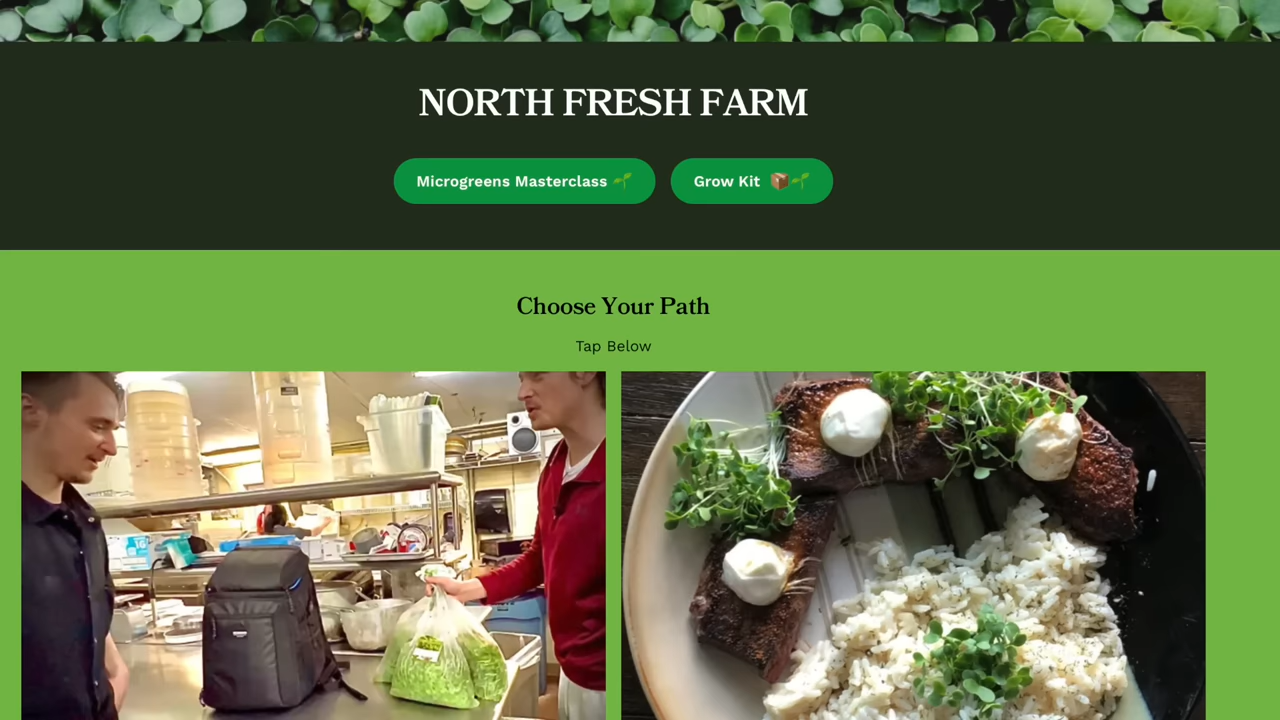 NORTH FRESH FARM
Microgreens Masterclass 🌱
Grow Kit 📦🌱
Choose Your Path
Tap Below